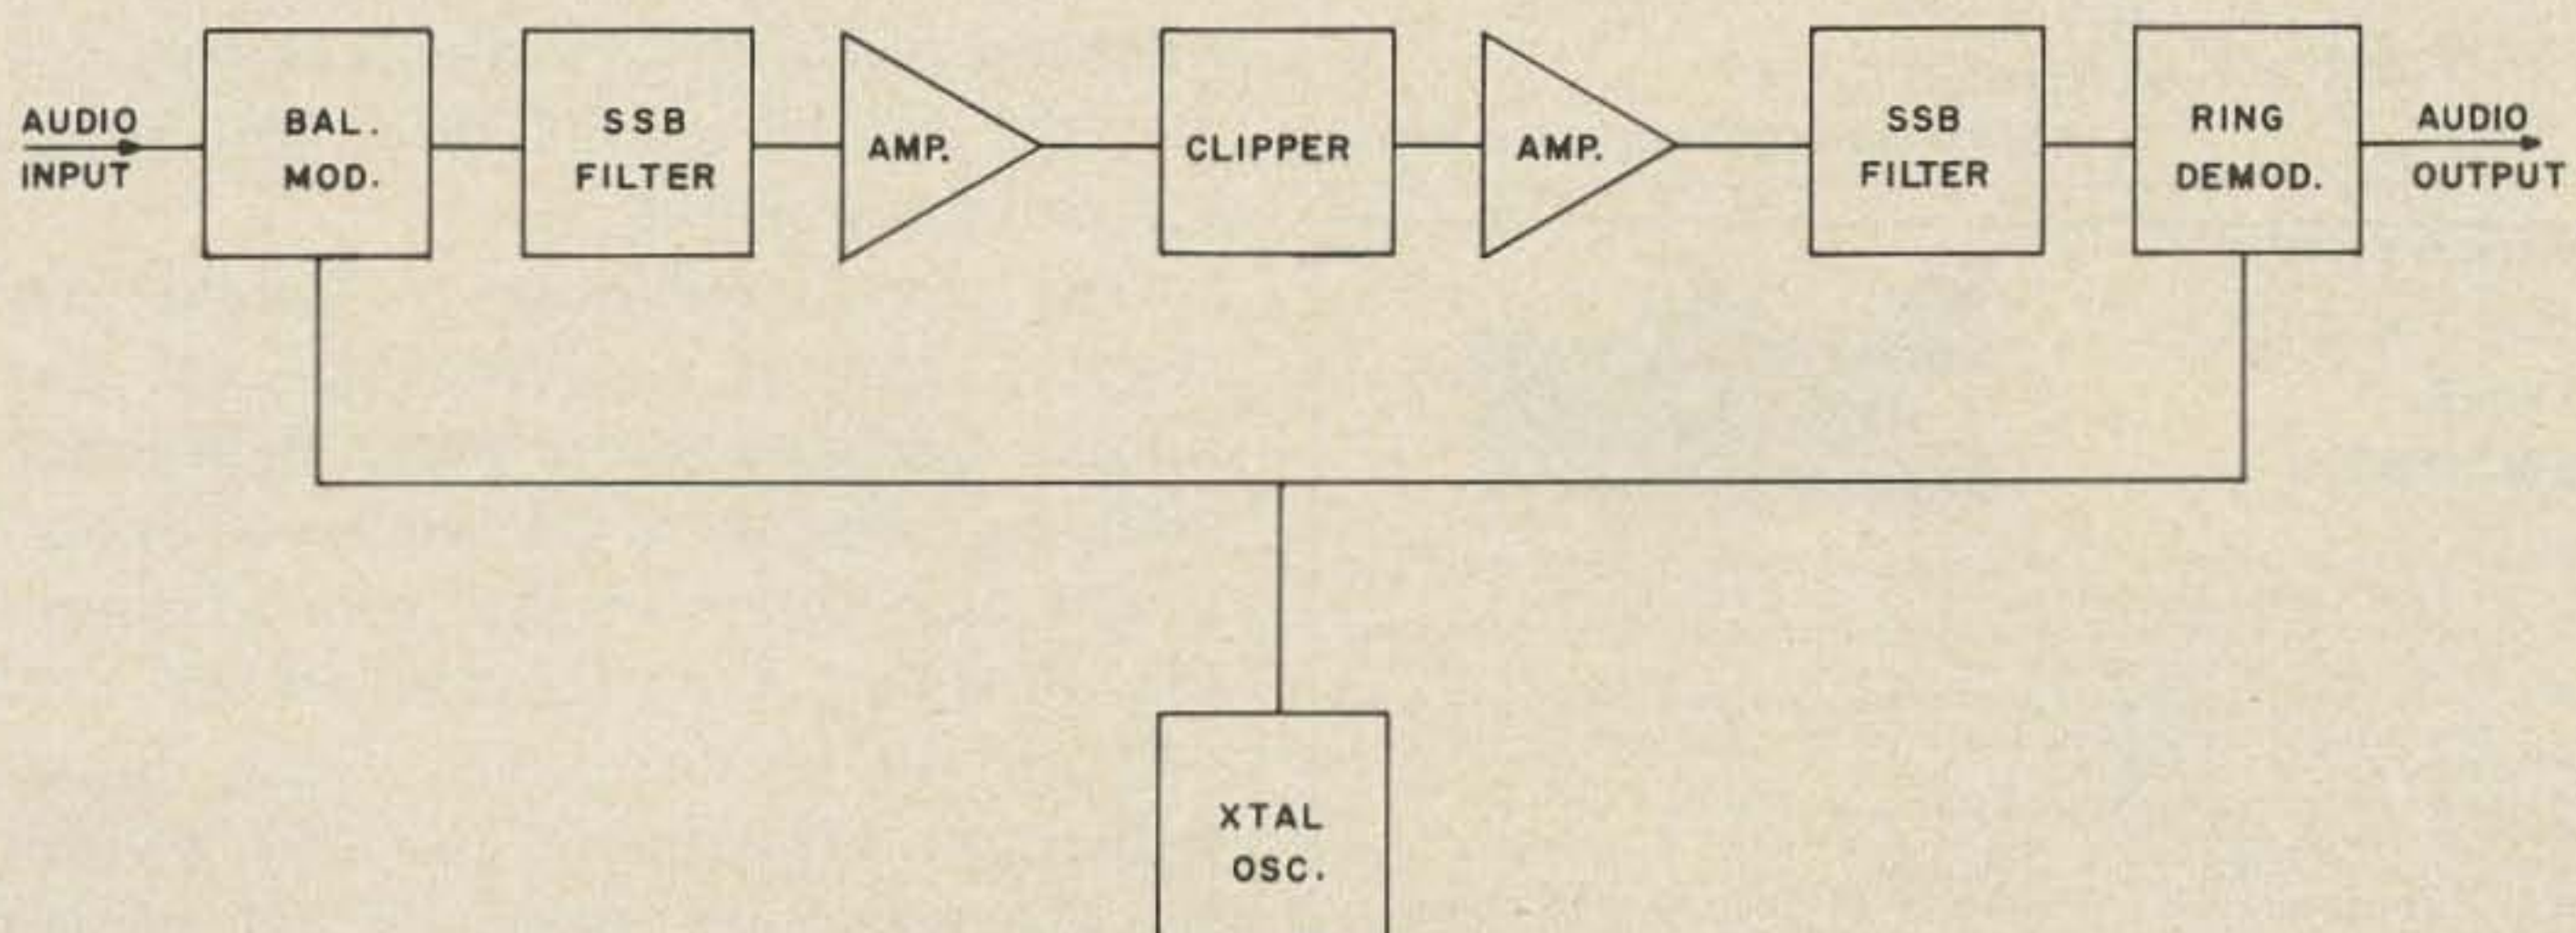 AUDIO
INPUT
BAL.
MOD.
SSB
FILTER
AMP.
CLIPPER
AMP.
SSB
FILTER
RING
DEMOD.
AUDIO
OUTPUT
XTAL
OSC.